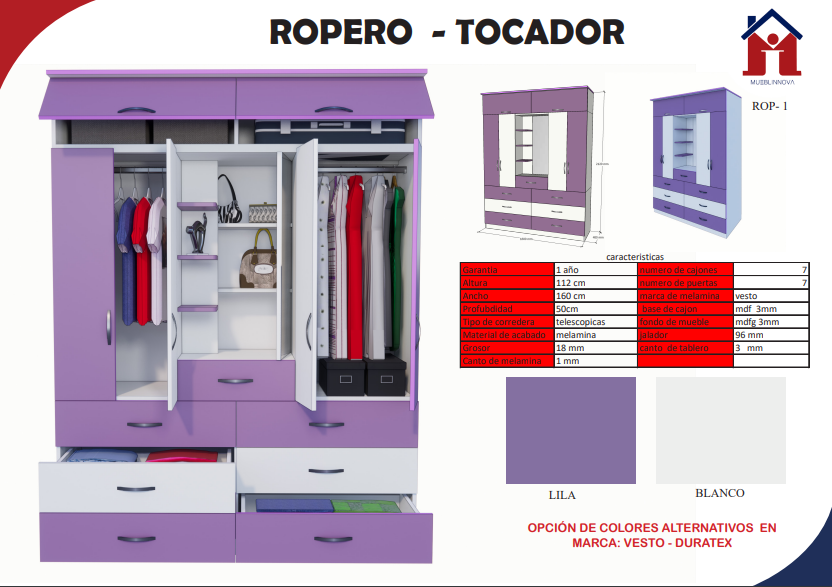 ROPERO - TOCADOR
MUEBLINNOVA
ROP- 1
caracteristicas
Garantia 1 año numero de cajones 7
Altura 112 cm numero de puertas 7
Ancho 160 cm marca de melamina vesto
Profubdidad 50cm base de cajon mdf 3mm
Tipo de corredera telescopicas fondo de mueble mdfg 3mm
Material de acabado melamina jalador 96 mm
Grosor 18 mm canto de tablero 3 mm
Canto de melamina 1 mm
LILA
BLANCO
OPCIÓN DE COLORES ALTERNATIVOS EN
MARCA: VESTO - DURATEX